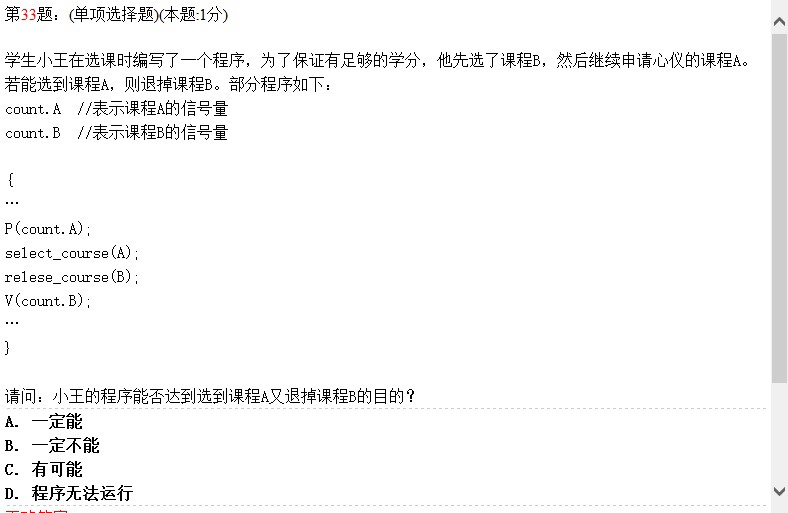 第33题：(单项选择题)(本题:1分)
学生小王在选课时编写了一个程序，为了保证有足够的学分，他先选了课程B，然后继续申请心仪的课程A。
若能选到课程A，则退掉课程B。部分程序如下：
count.A  //表示课程A的信号量
count.B  //表示课程B的信号量
{
…
P(count.A);
select_course(A);
relese_course(B);
V(count.B);
…
}
请问：小王的程序能否达到选到课程A又退掉课程B的目的？
A. 一定能
B. 一定不能
C. 有可能
D. 程序无法运行